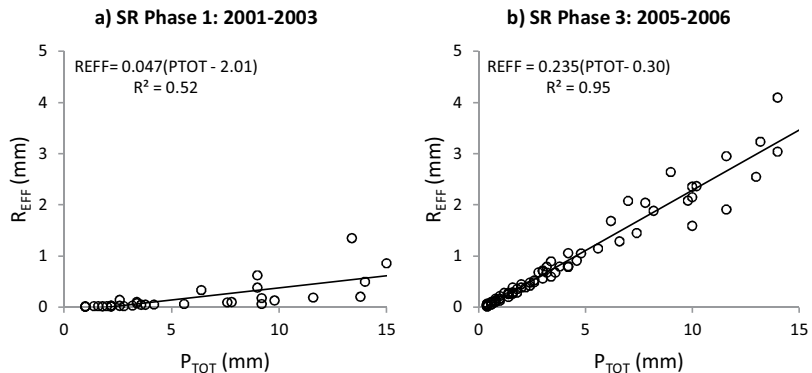 a) SR Phase 1: 2001-2003
REFF= 0.047(PTOT - 2.01)
R² = 0.52
5
4
3
2
1
0
R_EFF (mm)
0 5 10 15
P_TOT (mm)
b) SR Phase 3: 2005-2006
REFF = 0.235(PTOT- 0.30)
R² = 0.95
5
4
3
2
1
0
R_EFF (mm)
0 5 10 15
P_TOT (mm)